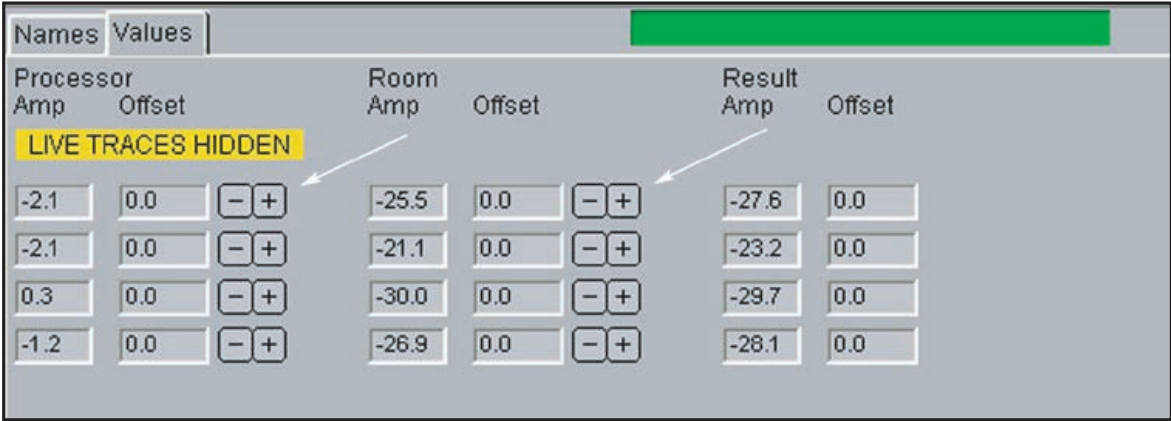 Names Values
Processor Room Result
Amp Offset Amp Offset Amp Offset
LIVE TRACES HIDDEN
-2.1 0.0 - + -25.5 0.0 - + -27.6 0.0
-2.1 0.0 - + -21.1 0.0 - + -23.2 0.0
0.3 0.0 - + -30.0 0.0 - + -29.7 0.0
-1.2 0.0 - + -26.9 0.0 - + -28.1 0.0